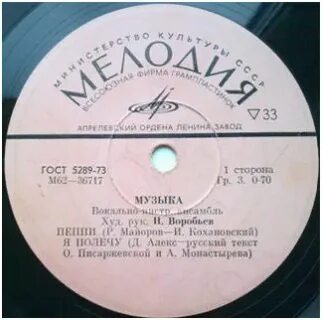 МИНИСТЕРСТВО КУЛЬТУРЫ СССР
МЕЛОДИЯ
ВСЕСОЮЗНАЯ ФИРМА ГРАМПЛАСТИНОК
АПРЕЛЕВСКИЙ ОРДЕНА ЛЕНИНА ЗАВОД
▽33
ГОСТ 5289-73
М62—36717
1 сторона
Гр. 3. 0-70
МУЗЫКА
Вокально-инстр. ансамбль
Худ. рук. И. Воробьев
ПЕППИ (Р. Майоров—И. Кохановский)
Я ПОЛЕЧУ (Д. Алекс—русский текст
О. Писаржевской и А. Монастырева)